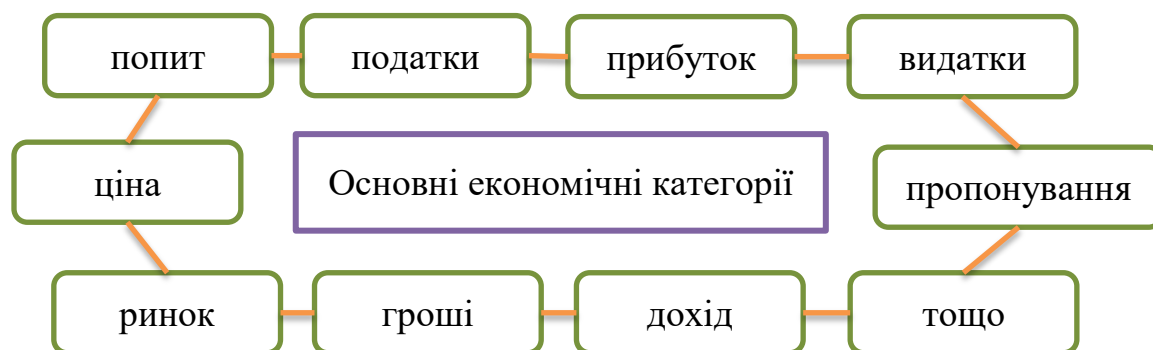 попит
податки
прибуток
видатки
ціна
Основні економічні категорії
пропонування
ринок
гроші
дохід
тощо